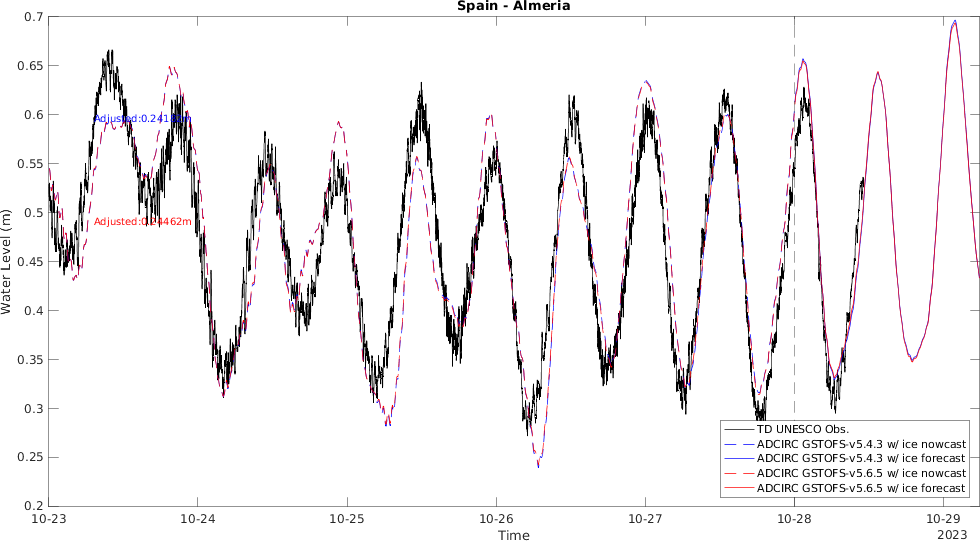 Spain - Almeria
0.7
0.65
0.6
0.55
0.5
0.45
0.4
0.35
0.3
0.25
0.2
Water Level (m)
Adjusted:0.24462m
TD UNESCO Obs.
ADCIRC GSTOFS-v5.4.3 w/ ice nowcast
ADCIRC GSTOFS-v5.4.3 w/ ice forecast
ADCIRC GSTOFS-v5.6.5 w/ ice nowcast
ADCIRC GSTOFS-v5.6.5 w/ ice forecast
10-23 10-24 10-25 10-26 10-27 10-28 10-29
Time
2023